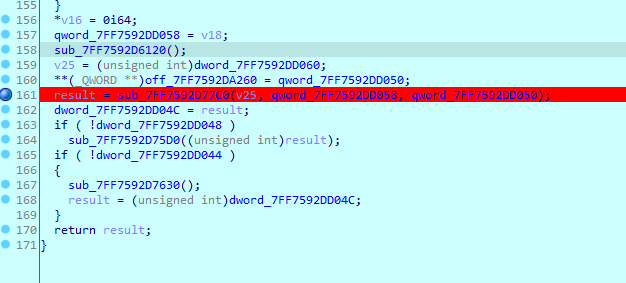 155 }
156 *v16 = 0i64;
157 qword_7FF7592DD058 = v18;
158 sub_7FF7592D6120();
159 v25 = (unsigned int)dword_7FF7592DD060;
160 **(_QWORD **)off_7FF7592DA260 = qword_7FF7592DD050;
161 result = sub_7FF7592D77C0(v25, qword_7FF7592DD058, qword_7FF7592DD050);
162 dword_7FF7592DD04C = result;
163 if ( !dword_7FF7592DD048 )
164 sub_7FF7592D75D0((unsigned int)result);
165 if ( !dword_7FF7592DD044 )
166 {
167 sub_7FF7592D7630();
168 result = (unsigned int)dword_7FF7592DD04C;
169 }
170 return result;
171 }